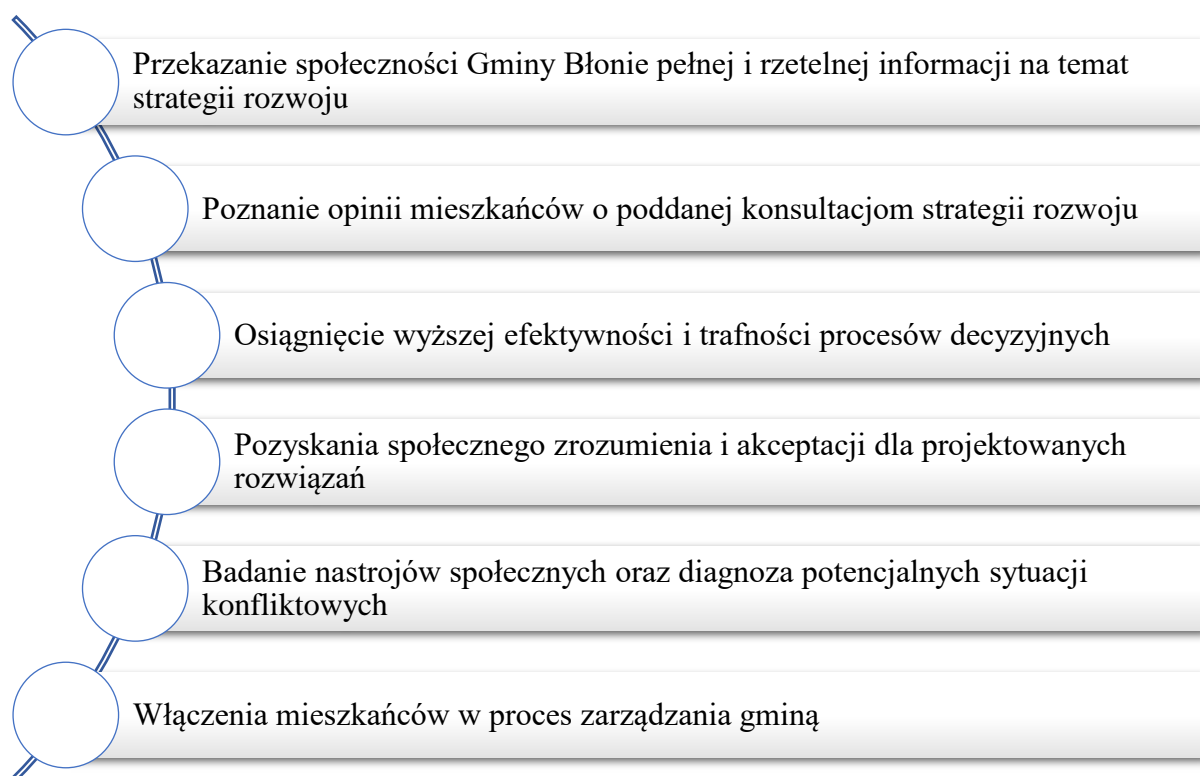 Przekazanie społeczności Gminy Błonie pełnej i rzetelnej informacji na temat
strategii rozwoju
Poznanie opinii mieszkańców o poddanej konsultacjom strategii rozwoju
Osiągnięcie wyższej efektywności i trafności procesów decyzyjnych
Pozyskania społecznego zrozumienia i akceptacji dla projektowanych
rozwiązań
Badanie nastrojów społecznych oraz diagnoza potencjalnych sytuacji
konfliktowych
Włączenia mieszkańców w proces zarządzania gminą